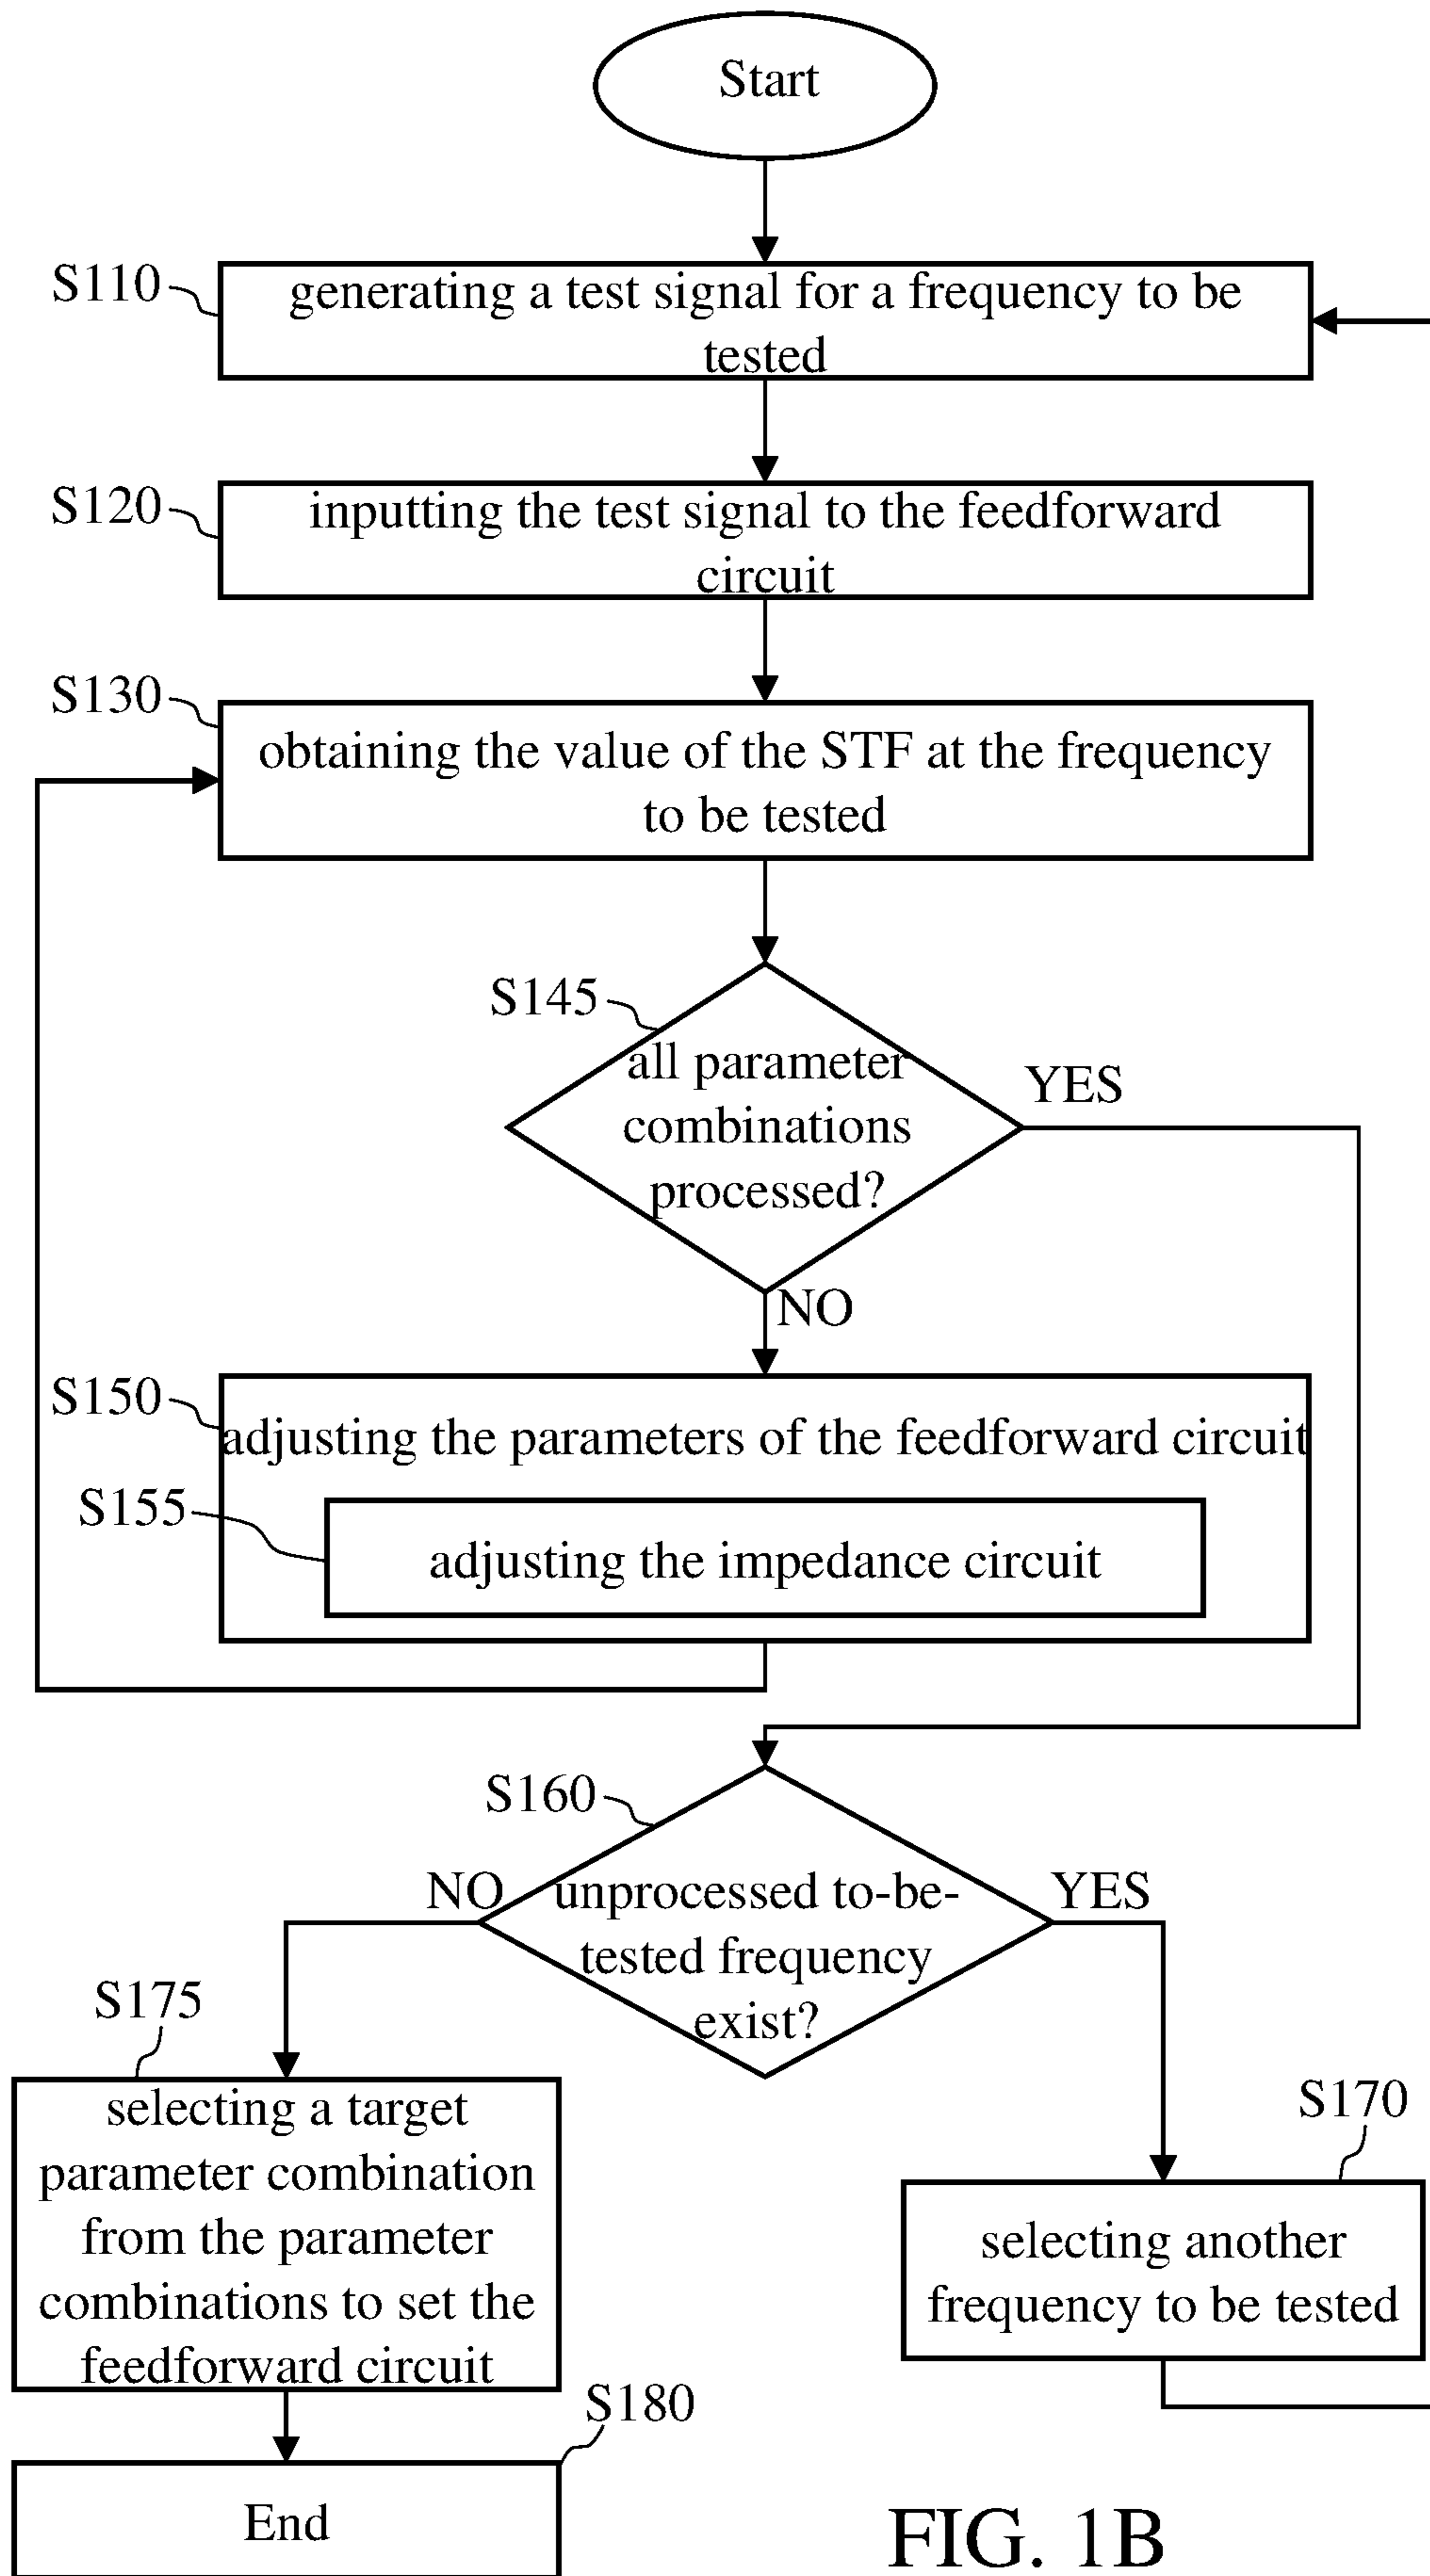 Start
S110
generating a test signal for a frequency to be
tested
S120
inputting the test signal to the feedforward
circuit
S130
obtaining the value of the STF at the frequency
to be tested
S145
all parameter
combinations
processed?
YES
NO
S150
adjusting the parameters of the feedforward circuit
S155
adjusting the impedance circuit
S160
unprocessed to-be-
tested frequency
exist?
NO
YES
S175
selecting a target
parameter combination
from the parameter
combinations to set the
feedforward circuit
S170
selecting another
frequency to be tested
S180
End
FIG. 1B